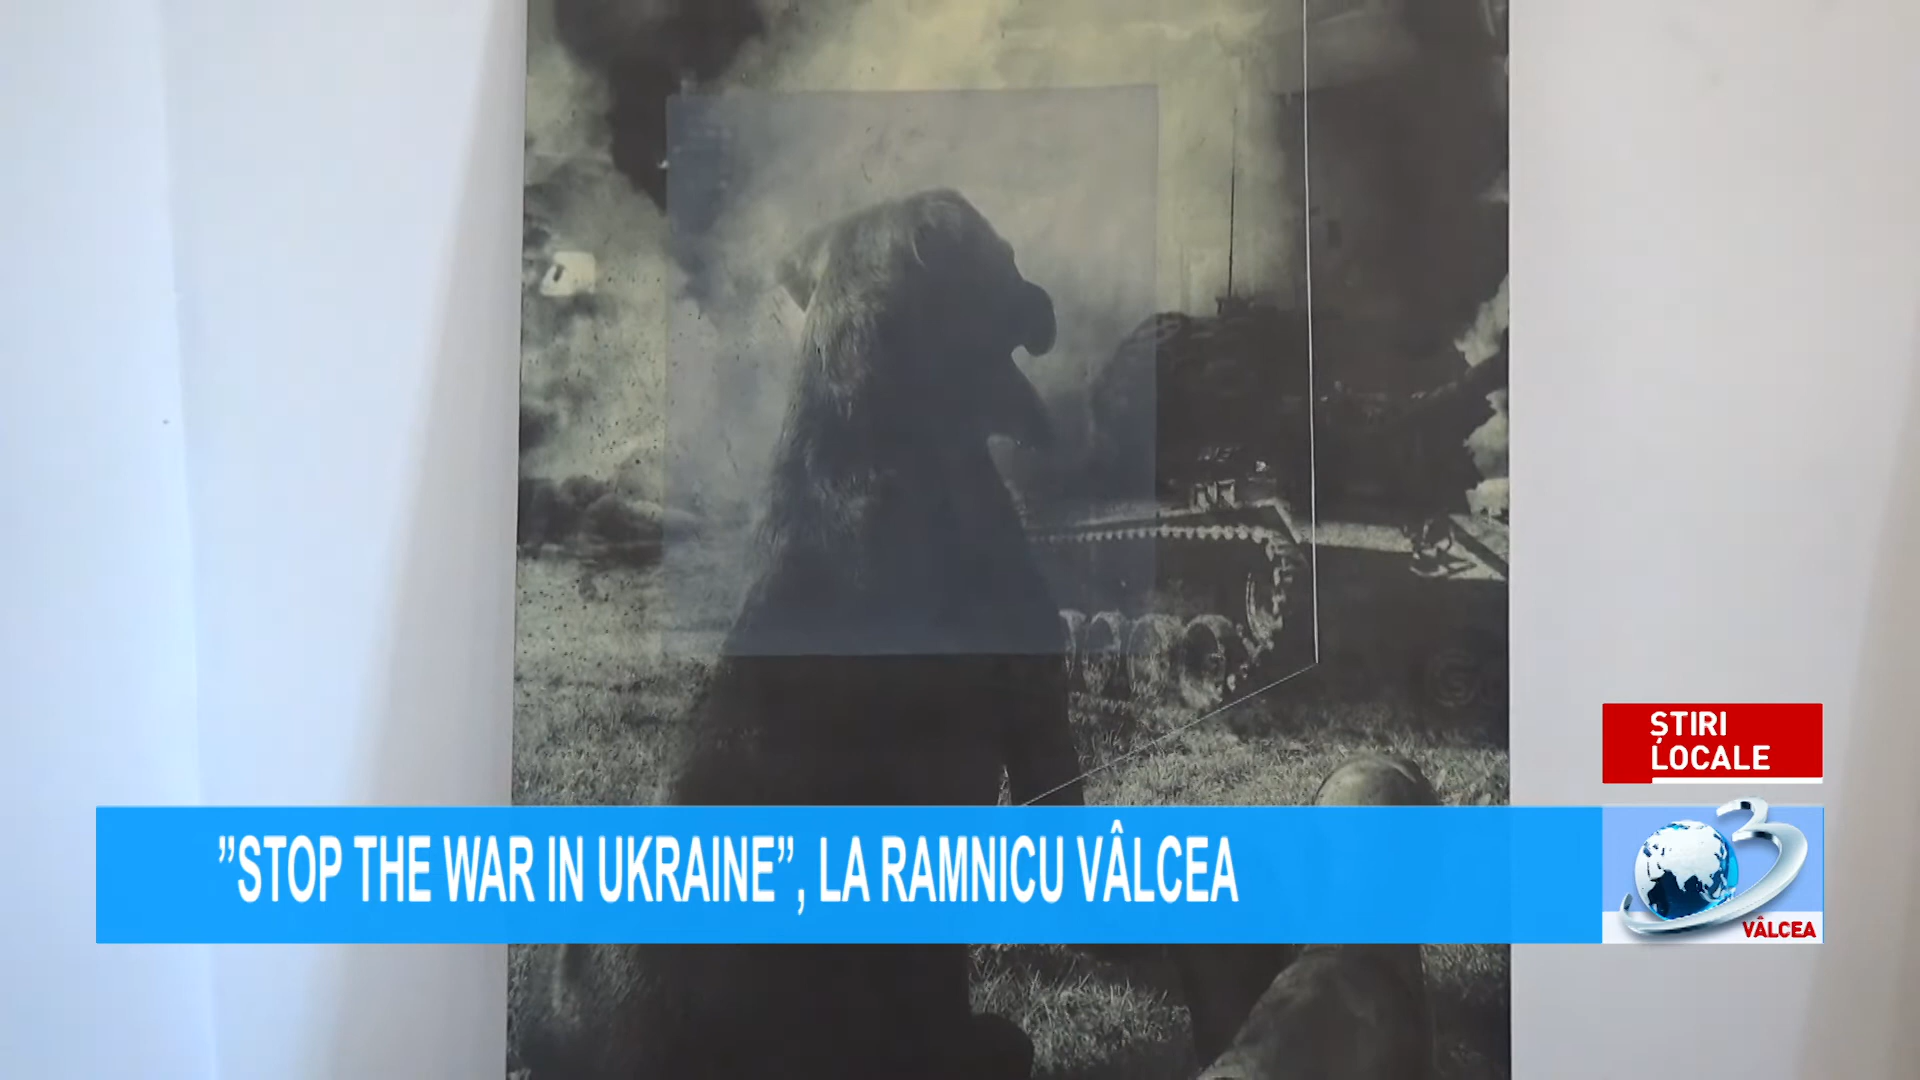 ȘTIRI
LOCALE
”STOP THE WAR IN UKRAINE”, LA RAMNICU VÂLCEA
3
VÂLCEA